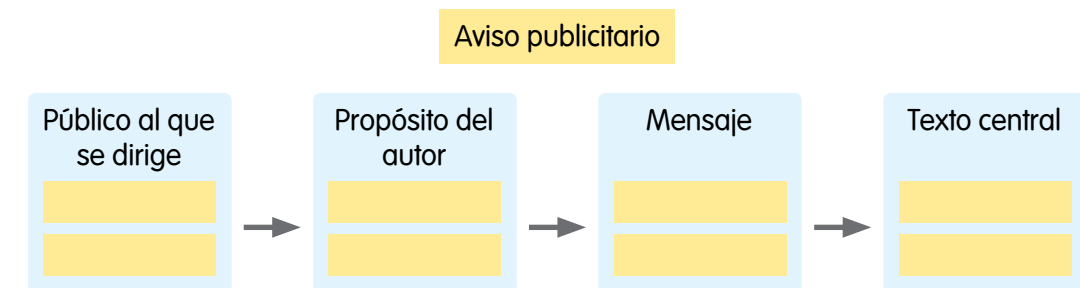 Aviso publicitario
Público al que
se dirige
Propósito del
autor
Mensaje
Texto central